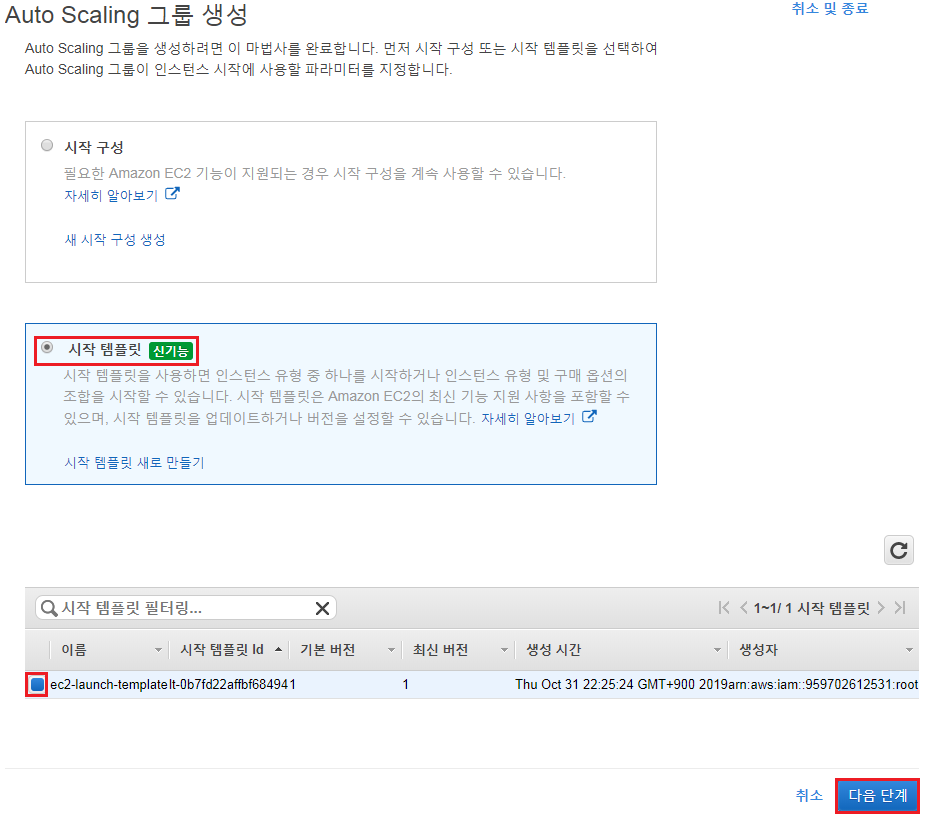 Auto Scaling 그룹 생성
취소 및 종료
Auto Scaling 그룹을 생성하려면 이 마법사를 완료합니다. 먼저 시작 구성 또는 시작 템플릿을 선택하여
Auto Scaling 그룹이 인스턴스 시작에 사용할 파라미터를 지정합니다.
시작 구성
필요한 Amazon EC2 기능이 지원되는 경우 시작 구성을 계속 사용할 수 있습니다.
자세히 알아보기
새 시작 구성 생성
시작 템플릿 신기능
시작 템플릿을 사용하면 인스턴스 유형 중 하나를 시작하거나 인스턴스 유형 및 구매 옵션의
조합을 시작할 수 있습니다. 시작 템플릿은 Amazon EC2의 최신 기능 지원 사항을 포함할 수
있으며, 시작 템플릿을 업데이트하거나 버전을 설정할 수 있습니다. 자세히 알아보기
시작 템플릿 새로 만들기
시작 템플릿 필터링...
1~1/ 1 시작 템플릿
이름 시작 템플릿 Id 기본 버전 최신 버전 생성 시간 생성자
ec2-launch-template lt-0b7fd22affbf68494 1 1 Thu Oct 31 22:25:24 GMT+900 2019 arn:aws:iam::959702612531:root
취소 다음 단계